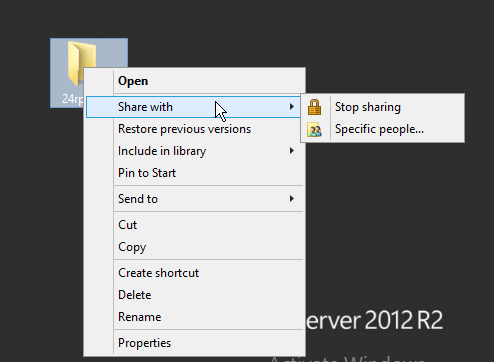 24rp
Open
Share with
Stop sharing
Restore previous versions
Specific people...
Include in library
Pin to Start
Send to
Cut
Copy
Create shortcut
Delete
Rename
erver 2012 R2
Properties
Activate Windows